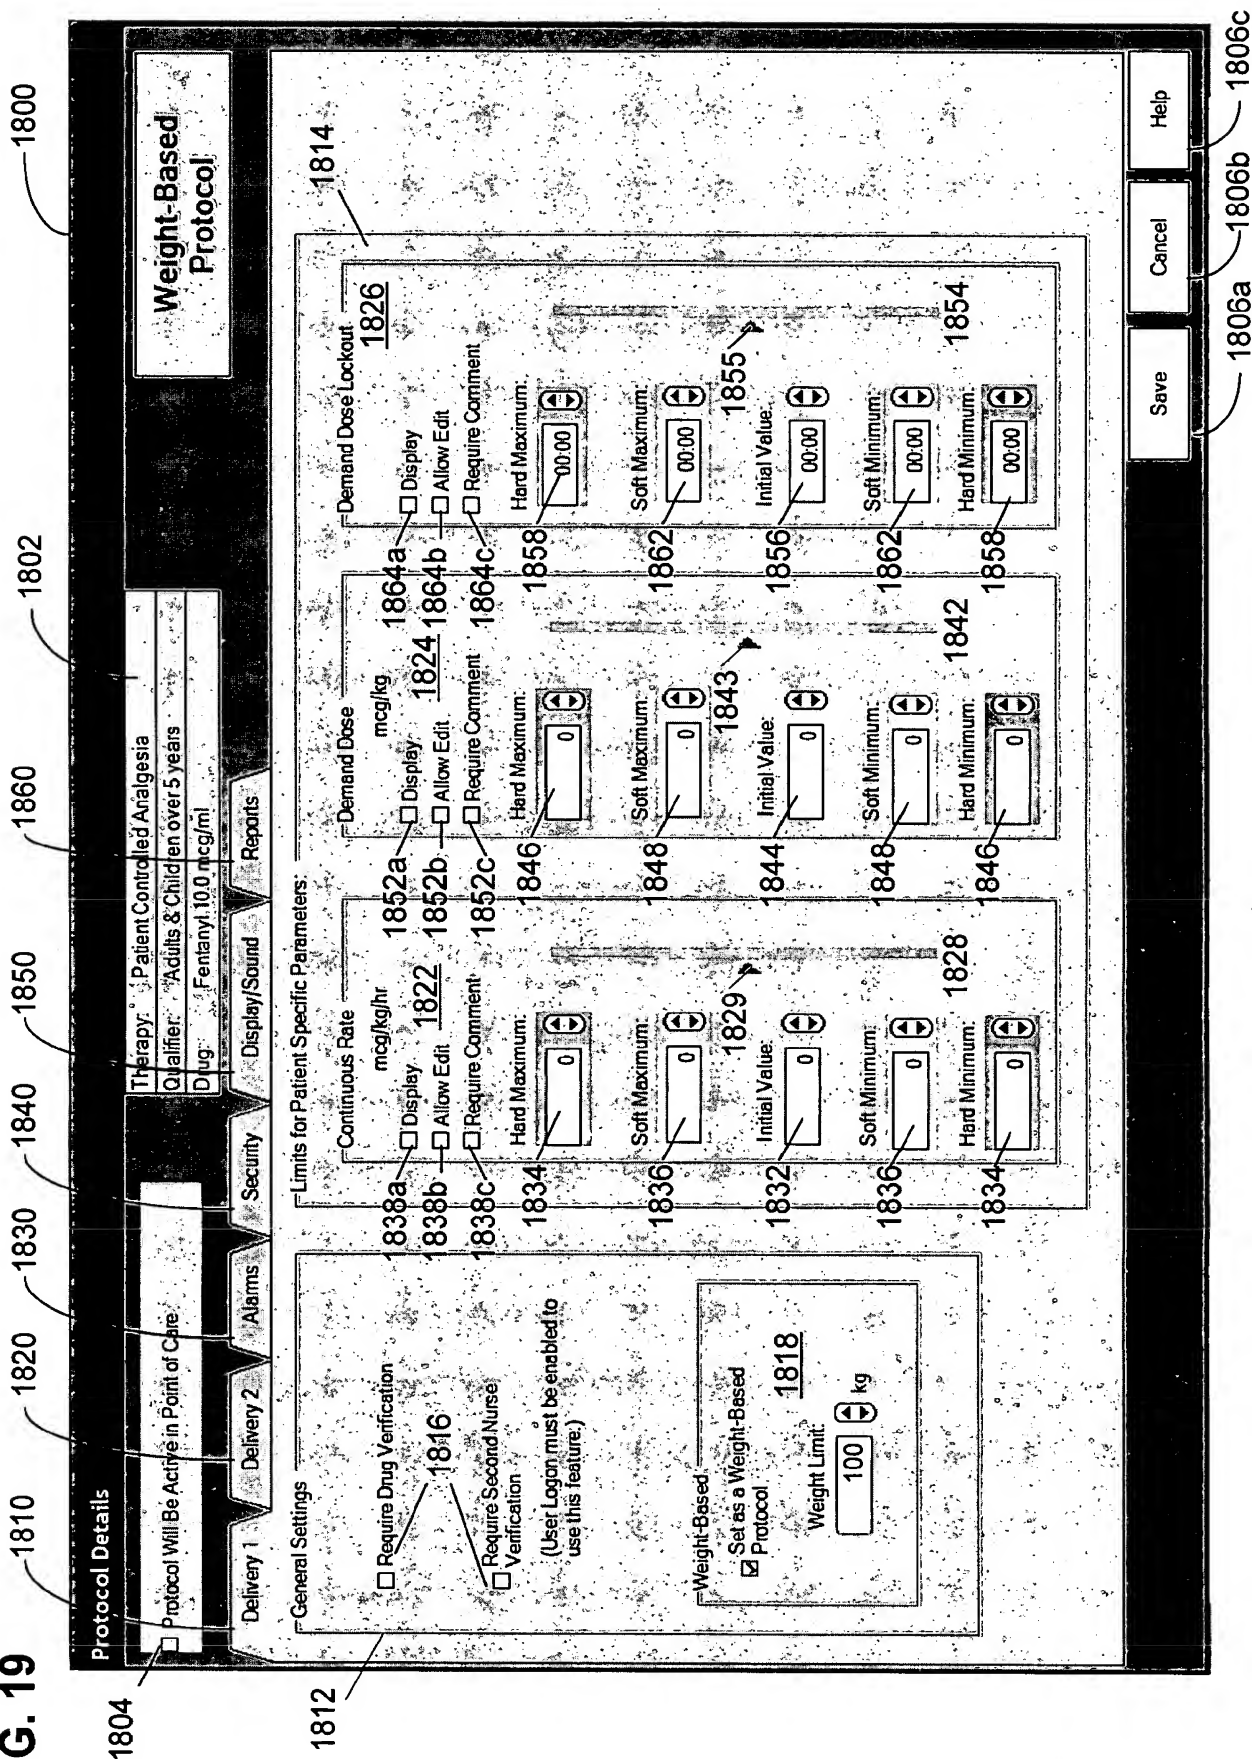 G. 19
1800
1802
1804
Protocol Details
Protocol Will Be Active in Point of Care
Therapy: Patient Controlled Analgesia
Qualifier: Adults & Children over 5 years
Drug: Fentanyl 10.0 mcg/ml
Weight-Based
Protocol
1810
1820
1830
1840
1850
1860
Delivery 1
Delivery 2
Alarms
Security
Display/Sound
Reports
1812
General Settings
Require Drug Verification
1816
Require Second Nurse
Verification
(User Logon must be enabled to
use this feature.)
Weight-Based
Set as a Weight-Based
Protocol
1818
Weight Limit:
100
kg
1814
Limits for Patient Specific Parameters:
Continuous Rate
mcg/kg/hr
1838a
Display
1822
1838b
Allow Edit
1838c
Require Comment
Hard Maximum:
1834
0
Soft Maximum:
1836
0
1829
Initial Value:
1832
0
Soft Minimum:
1836
0
1828
Hard Minimum:
1834
0
Demand Dose
mcg/kg
1852a
Display
1824
1852b
Allow Edit
1852c
Require Comment
Hard Maximum:
1846
0
Soft Maximum:
1848
0
1843
Initial Value:
1844
0
Soft Minimum:
1848
0
1842
Hard Minimum:
1846
0
Demand Dose Lockout
1826
1864a
Display
1864b
Allow Edit
1864c
Require Comment
Hard Maximum:
1858
00:00
Soft Maximum:
1862
00:00
1855
Initial Value:
1856
00:00
Soft Minimum:
1862
00:00
1854
Hard Minimum:
1858
00:00
Save
Cancel
Help
1806a
1806b
1806c